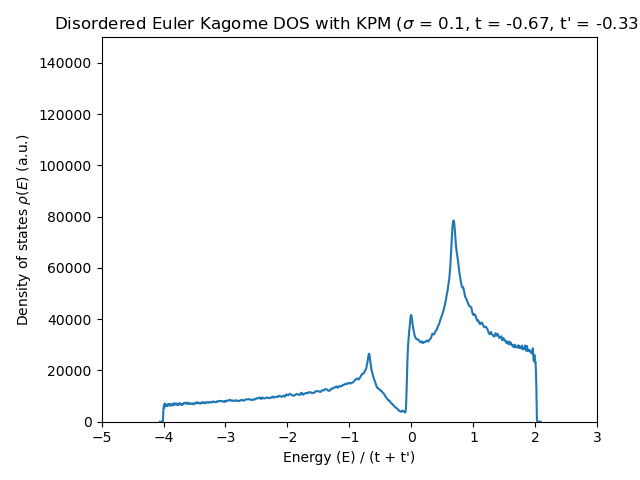 Disordered Euler Kagome DOS with KPM (σ = 0.1, t = -0.67, t' = -0.33
140000
120000
100000
80000
60000
40000
20000
0
Density of states ρ(E) (a.u.)
−5 −4 −3 −2 −1 0 1 2 3
Energy (E) / (t + t')